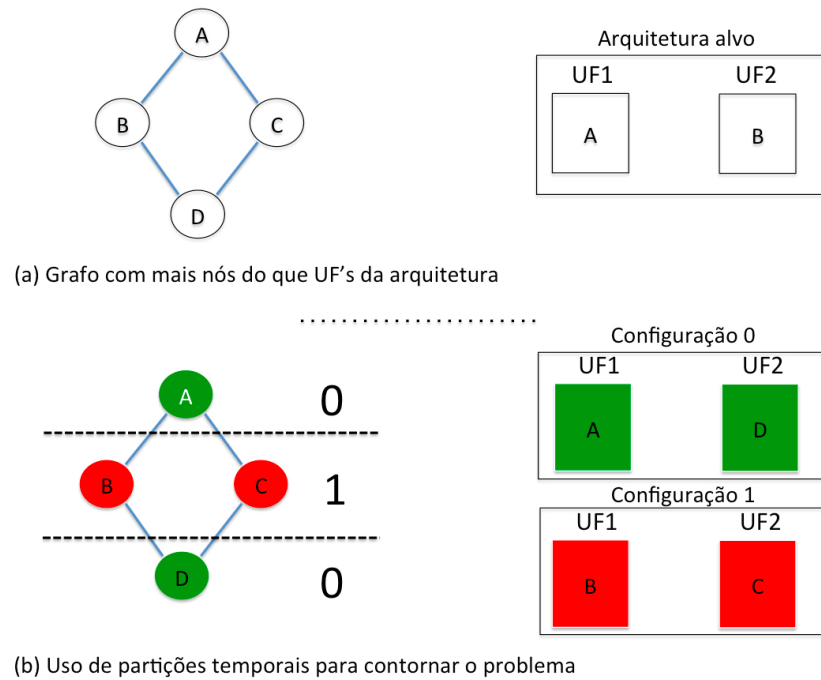 A
B
C
D
Arquitetura alvo
UF1 UF2
A B
(a) Grafo com mais nós do que UF's da arquitetura
A
0
B C
1
D
0
Configuração 0
UF1 UF2
A D
Configuração 1
UF1 UF2
B C
(b) Uso de partições temporais para contornar o problema